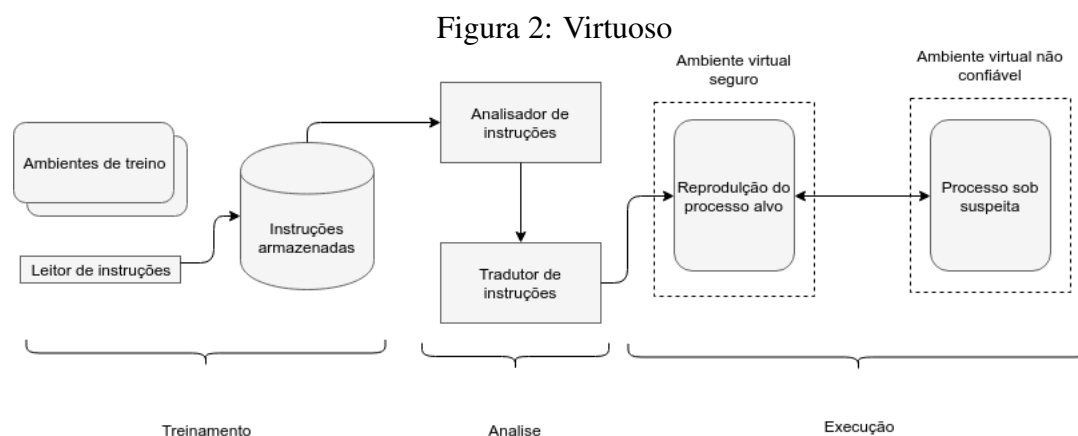 Figura 2: Virtuoso
Ambiente virtual
seguro
Ambiente virtual não
confiável
Ambientes de treino
Leitor de instruções
Instruções
armazenadas
Analisador de
instruções
Tradutor de
instruções
Reprodulção do
processo alvo
Processo sob
suspeita
Treinamento
Analise
Execução